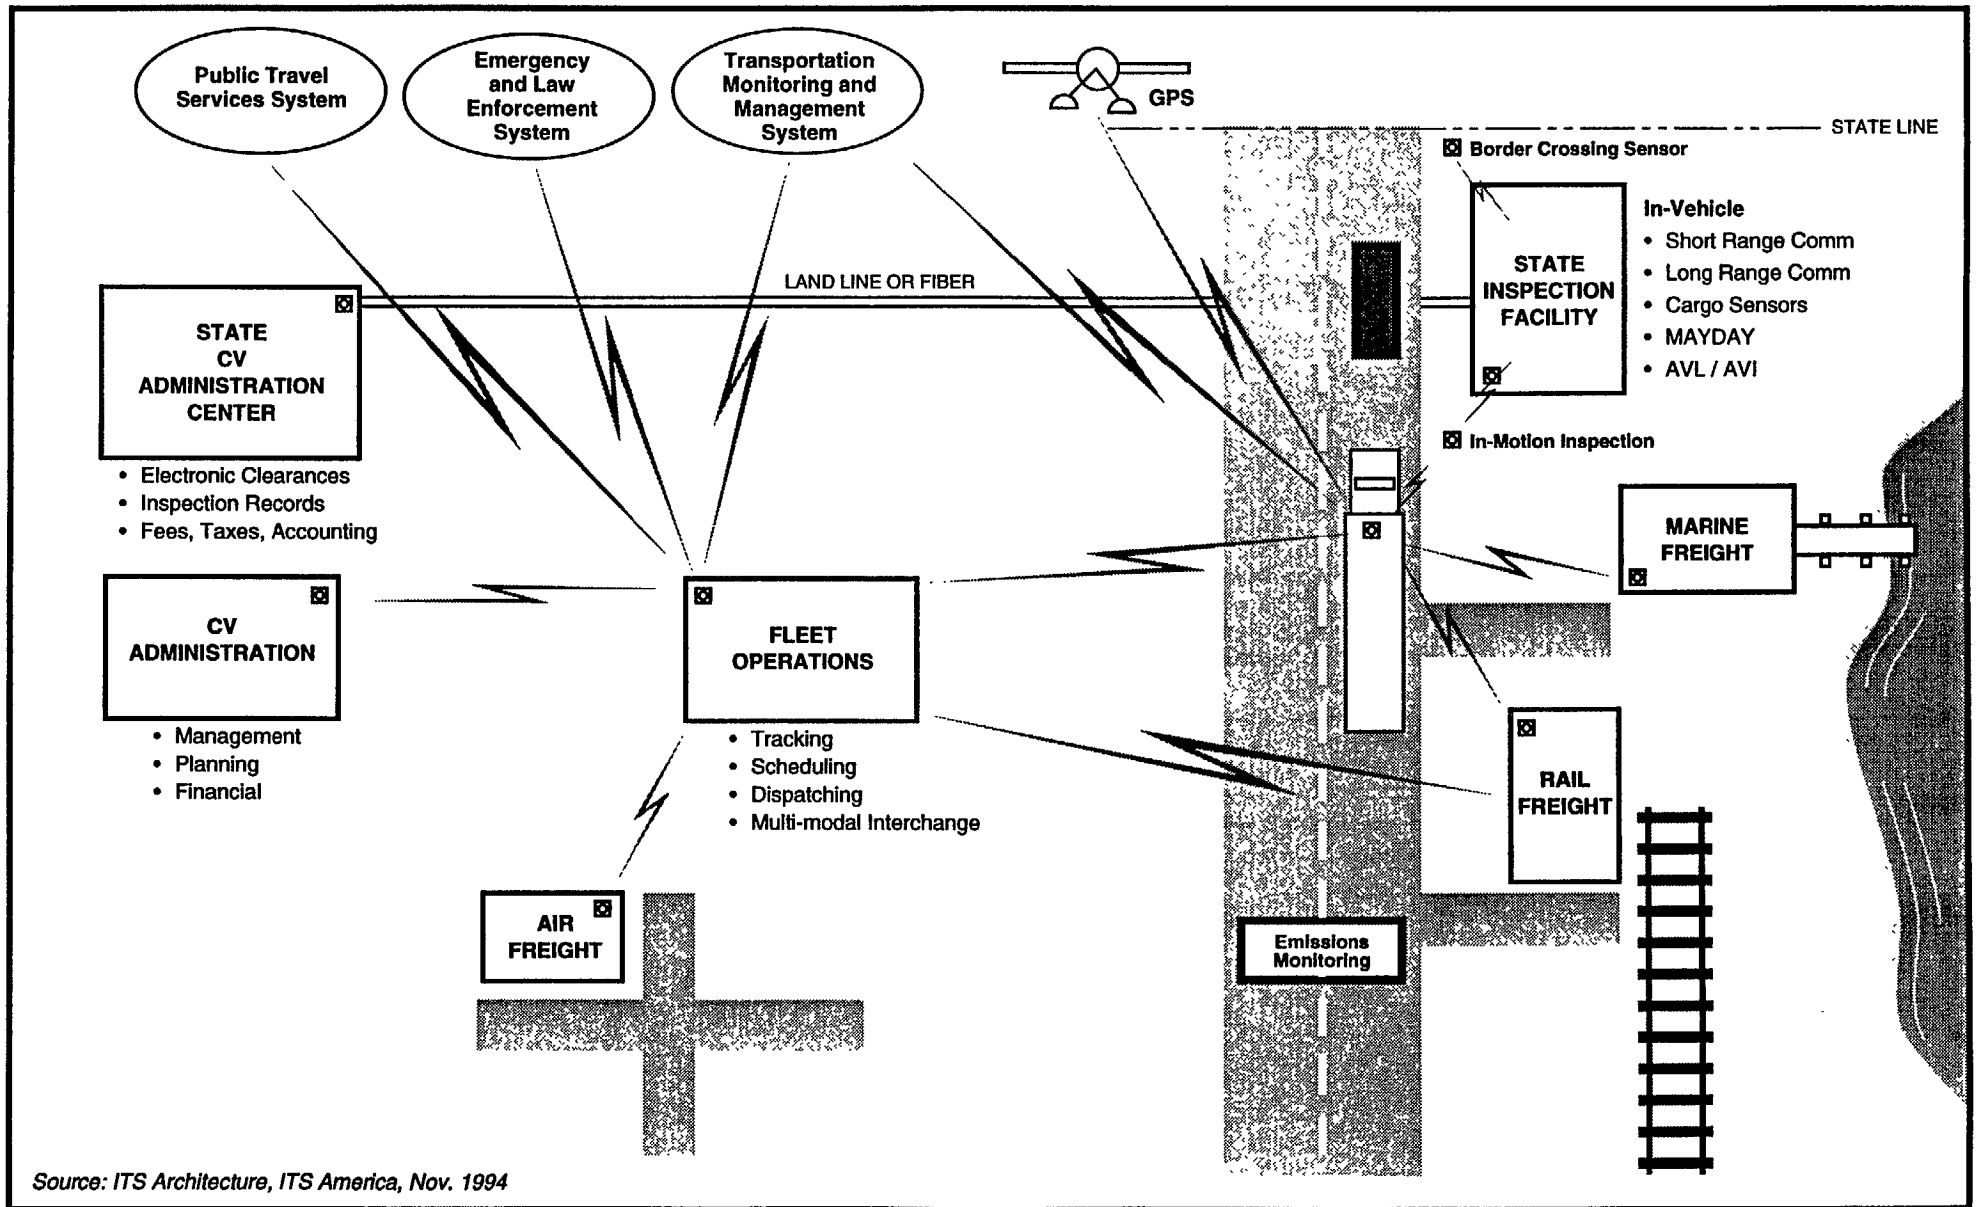 Public Travel
Services System
Emergency
and Law
Enforcement
System
Transportation
Monitoring and
Management
System
GPS
STATE LINE
Border Crossing Sensor
In-Vehicle
• Short Range Comm
• Long Range Comm
• Cargo Sensors
• MAYDAY
• AVL / AVI
STATE
INSPECTION
FACILITY
LAND LINE OR FIBER
STATE
CV
ADMINISTRATION
CENTER
• Electronic Clearances
• Inspection Records
• Fees, Taxes, Accounting
In-Motion Inspection
MARINE
FREIGHT
CV
ADMINISTRATION
• Management
• Planning
• Financial
FLEET
OPERATIONS
• Tracking
• Scheduling
• Dispatching
• Multi-modal Interchange
RAIL
FREIGHT
AIR
FREIGHT
Emissions
Monitoring
Source: ITS Architecture, ITS America, Nov. 1994